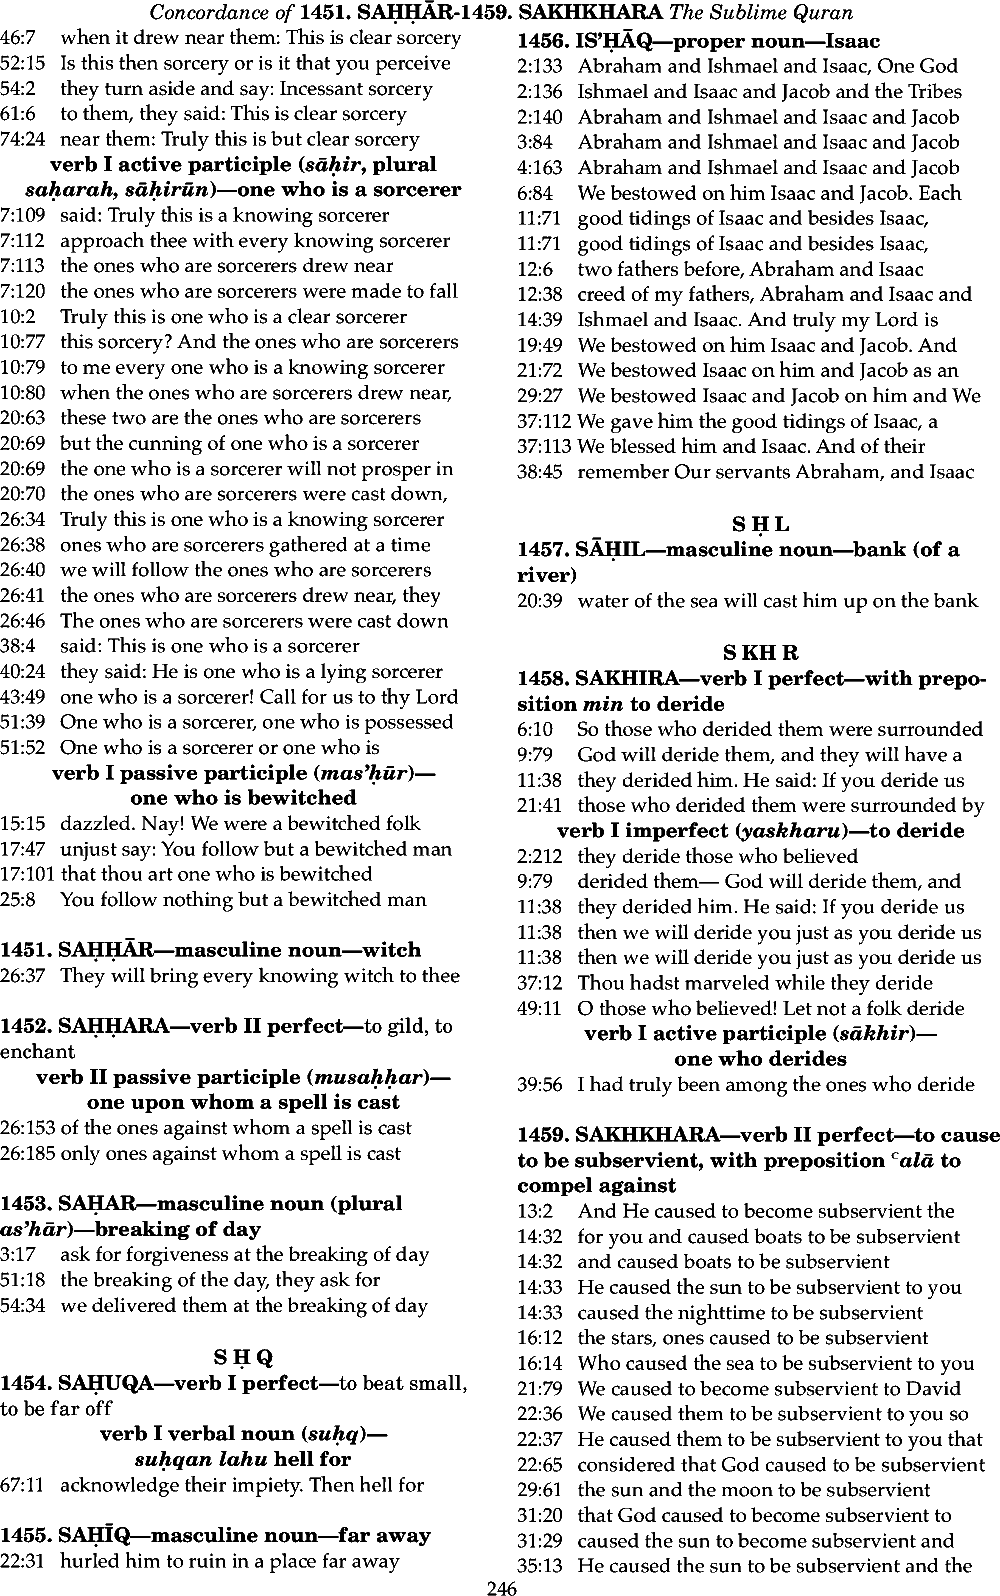 Concordance of 1451. SAḤḤĀR-1459. SAKHKHARA The Sublime Quran
46:7 when it drew near them: This is clear sorcery
52:15 Is this then sorcery or is it that you perceive
54:2 they turn aside and say: Incessant sorcery
61:6 to them, they said: This is clear sorcery
74:24 near them: Truly this is but clear sorcery
verb I active participle (sāḥir, plural
saḥarah, sāḥirūn)—one who is a sorcerer
7:109 said: Truly this is a knowing sorcerer
7:112 approach thee with every knowing sorcerer
7:113 the ones who are sorcerers drew near
7:120 the ones who are sorcerers were made to fall
10:2 Truly this is one who is a clear sorcerer
10:77 this sorcery? And the ones who are sorcerers
10:79 to me every one who is a knowing sorcerer
10:80 when the ones who are sorcerers drew near,
20:63 these two are the ones who are sorcerers
20:69 but the cunning of one who is a sorcerer
20:69 the one who is a sorcerer will not prosper in
20:70 the ones who are sorcerers were cast down,
26:34 Truly this is one who is a knowing sorcerer
26:38 ones who are sorcerers gathered at a time
26:40 we will follow the ones who are sorcerers
26:41 the ones who are sorcerers drew near, they
26:46 The ones who are sorcerers were cast down
38:4 said: This is one who is a sorcerer
40:24 they said: He is one who is a lying sorcerer
43:49 one who is a sorcerer! Call for us to thy Lord
51:39 One who is a sorcerer, one who is possessed
51:52 One who is a sorcerer or one who is
verb I passive participle (mas’ḥūr)—
one who is bewitched
15:15 dazzled. Nay! We were a bewitched folk
17:47 unjust say: You follow but a bewitched man
17:101 that thou art one who is bewitched
25:8 You follow nothing but a bewitched man
1451. SAḤḤĀR—masculine noun—witch
26:37 They will bring every knowing witch to thee
1452. SAḤḤARA—verb II perfect—to gild, to
enchant
verb II passive participle (musaḥḥar)—
one upon whom a spell is cast
26:153 of the ones against whom a spell is cast
26:185 only ones against whom a spell is cast
1453. SAḤAR—masculine noun (plural
as’hār)—breaking of day
3:17 ask for forgiveness at the breaking of day
51:18 the breaking of the day, they ask for
54:34 we delivered them at the breaking of day
S Ḥ Q
1454. SAḤUQA—verb I perfect—to beat small,
to be far off
verb I verbal noun (suḥq)—
suḥqan lahu hell for
67:11 acknowledge their impiety. Then hell for
1455. SAḤĪQ—masculine noun—far away
22:31 hurled him to ruin in a place far away
1456. IS’ḤĀQ—proper noun—Isaac
2:133 Abraham and Ishmael and Isaac, One God
2:136 Ishmael and Isaac and Jacob and the Tribes
2:140 Abraham and Ishmael and Isaac and Jacob
3:84 Abraham and Ishmael and Isaac and Jacob
4:163 Abraham and Ishmael and Isaac and Jacob
6:84 We bestowed on him Isaac and Jacob. Each
11:71 good tidings of Isaac and besides Isaac,
11:71 good tidings of Isaac and besides Isaac,
12:6 two fathers before, Abraham and Isaac
12:38 creed of my fathers, Abraham and Isaac and
14:39 Ishmael and Isaac. And truly my Lord is
19:49 We bestowed on him Isaac and Jacob. And
21:72 We bestowed Isaac on him and Jacob as an
29:27 We bestowed Isaac and Jacob on him and We
37:112 We gave him the good tidings of Isaac, a
37:113 We blessed him and Isaac. And of their
38:45 remember Our servants Abraham, and Isaac
S Ḥ L
1457. SĀḤIL—masculine noun—bank (of a
river)
20:39 water of the sea will cast him up on the bank
S KH R
1458. SAKHIRA—verb I perfect—with prepo-
sition min to deride
6:10 So those who derided them were surrounded
9:79 God will deride them, and they will have a
11:38 they derided him. He said: If you deride us
21:41 those who derided them were surrounded by
verb I imperfect (yaskharu)—to deride
2:212 they deride those who believed
9:79 derided them— God will deride them, and
11:38 they derided him. He said: If you deride us
11:38 then we will deride you just as you deride us
11:38 then we will deride you just as you deride us
37:12 Thou hadst marveled while they deride
49:11 O those who believed! Let not a folk deride
verb I active participle (sākhir)—
one who derides
39:56 I had truly been among the ones who deride
1459. SAKHKHARA—verb II perfect—to cause
to be subservient, with preposition ᶜalā to
compel against
13:2 And He caused to become subservient the
14:32 for you and caused boats to be subservient
14:32 and caused boats to be subservient
14:33 He caused the sun to be subservient to you
14:33 caused the nighttime to be subservient
16:12 the stars, ones caused to be subservient
16:14 Who caused the sea to be subservient to you
21:79 We caused to become subservient to David
22:36 We caused them to be subservient to you so
22:37 He caused them to be subservient to you that
22:65 considered that God caused to be subservient
29:61 the sun and the moon to be subservient
31:20 that God caused to become subservient to
31:29 caused the sun to become subservient and
35:13 He caused the sun to be subservient and the
246